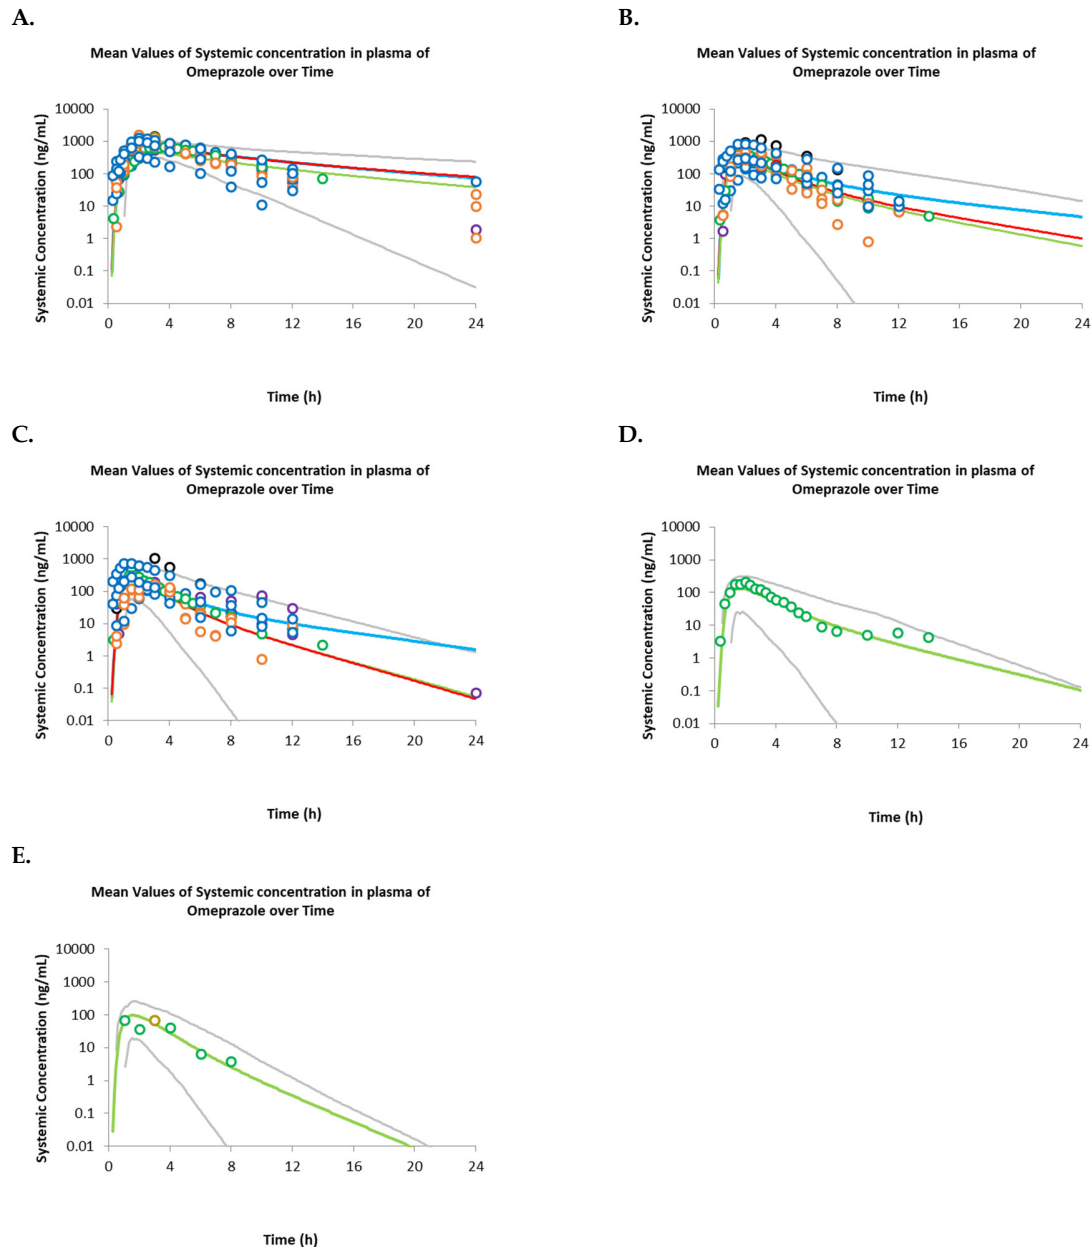 A.
Mean Values of Systemic concentration in plasma of
Omeprazole over Time
Systemic Concentration (ng/mL)
10000
1000
100
10
1
0.1
0.01
0 4 8 12 16 20 24
Time (h)
B.
Mean Values of Systemic concentration in plasma of
Omeprazole over Time
Systemic Concentration (ng/mL)
10000
1000
100
10
1
0.1
0.01
0 4 8 12 16 20 24
Time (h)
C.
Mean Values of Systemic concentration in plasma of
Omeprazole over Time
Systemic Concentration (ng/mL)
10000
1000
100
10
1
0.1
0.01
0 4 8 12 16 20 24
Time (h)
D.
Mean Values of Systemic concentration in plasma of
Omeprazole over Time
Systemic Concentration (ng/mL)
10000
1000
100
10
1
0.1
0.01
0 4 8 12 16 20 24
Time (h)
E.
Mean Values of Systemic concentration in plasma of
Omeprazole over Time
Systemic Concentration (ng/mL)
10000
1000
100
10
1
0.1
0.01
0 4 8 12 16 20 24
Time (h)